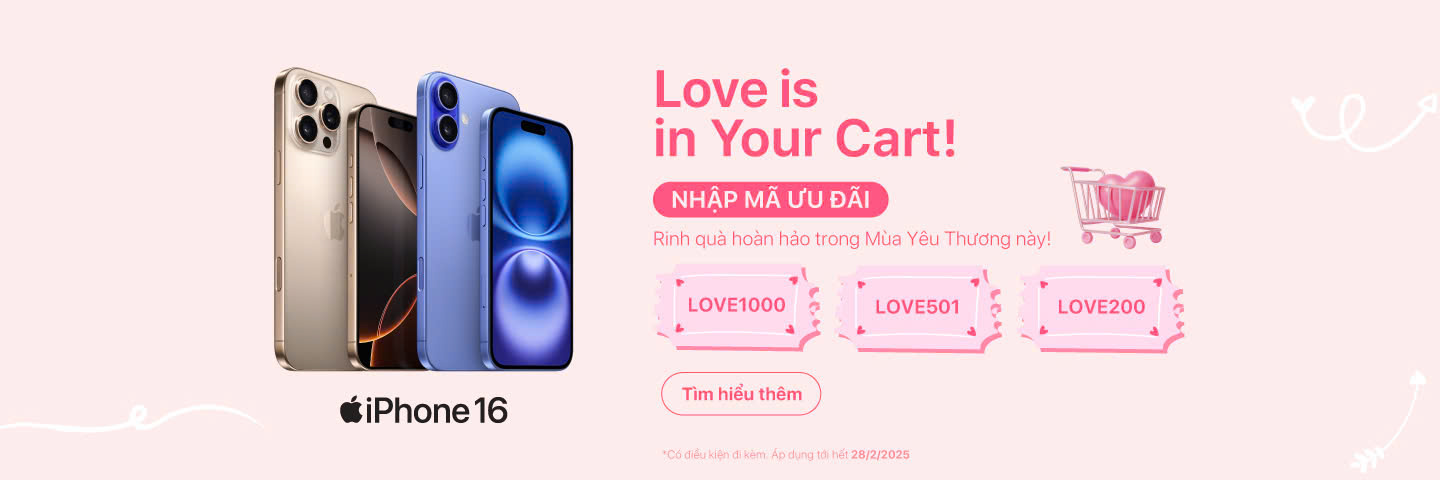 Love is
in Your Cart!
NHẬP MÃ ƯU ĐÃI
Rinh quà hoàn hảo trong Mùa Yêu Thương này!
LOVE1000
LOVE501
LOVE200
Tìm hiểu thêm
iPhone 16
*Có điều kiện đi kèm. Áp dụng tới hết 28/2/2025